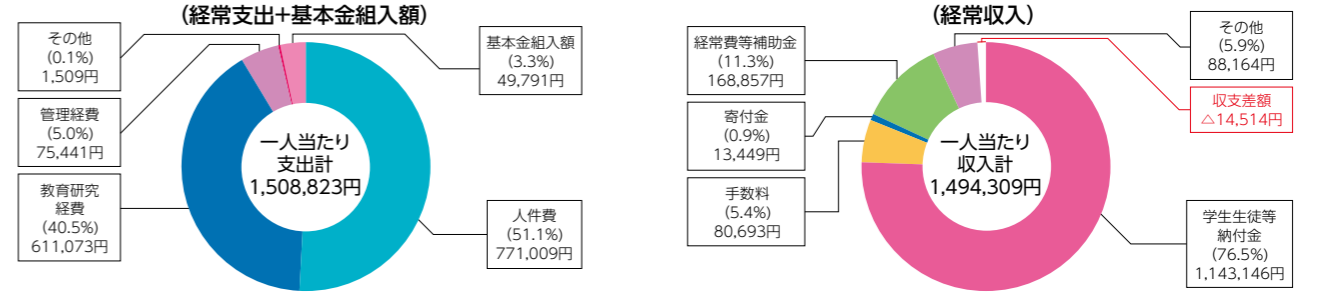 (経常支出+基本金組入額)
その他
(0.1%)
1,509円
管理経費
(5.0%)
75,441円
教育研究
経費
(40.5%)
611,073円
基本金組入額
(3.3%)
49,791円
人件費
(51.1%)
771,009円
一人当たり
支出計
1,508,823円
(経常収入)
経常費等補助金
(11.3%)
168,857円
寄付金
(0.9%)
13,449円
手数料
(5.4%)
80,693円
その他
(5.9%)
88,164円
収支差額
△14,514円
学生生徒等
納付金
(76.5%)
1,143,146円
一人当たり
収入計
1,494,309円